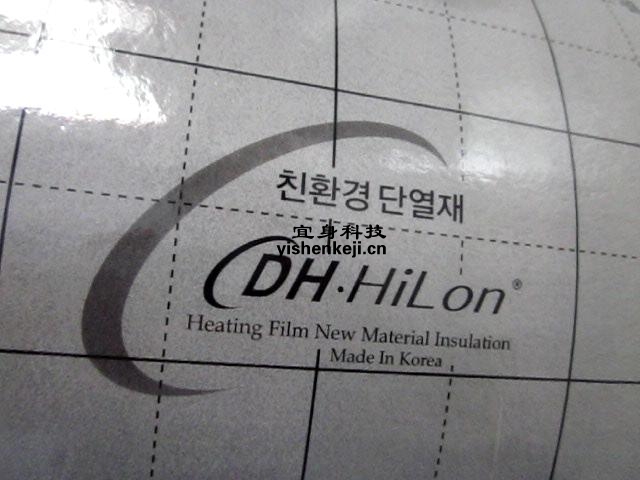 친환경 단열재
宜身科技
yishenkeji.cn
DH·HiLon®
Heating Film New Material Insulation
Made In Korea